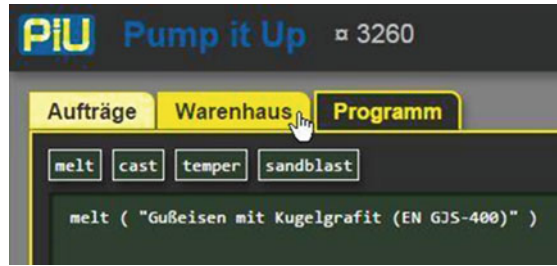 PiU Pump it Up ¤ 3260
Aufträge Warenhaus Programm
melt cast temper sandblast
melt ( "Gußeisen mit Kugelgrafit (EN GJS-400)" )